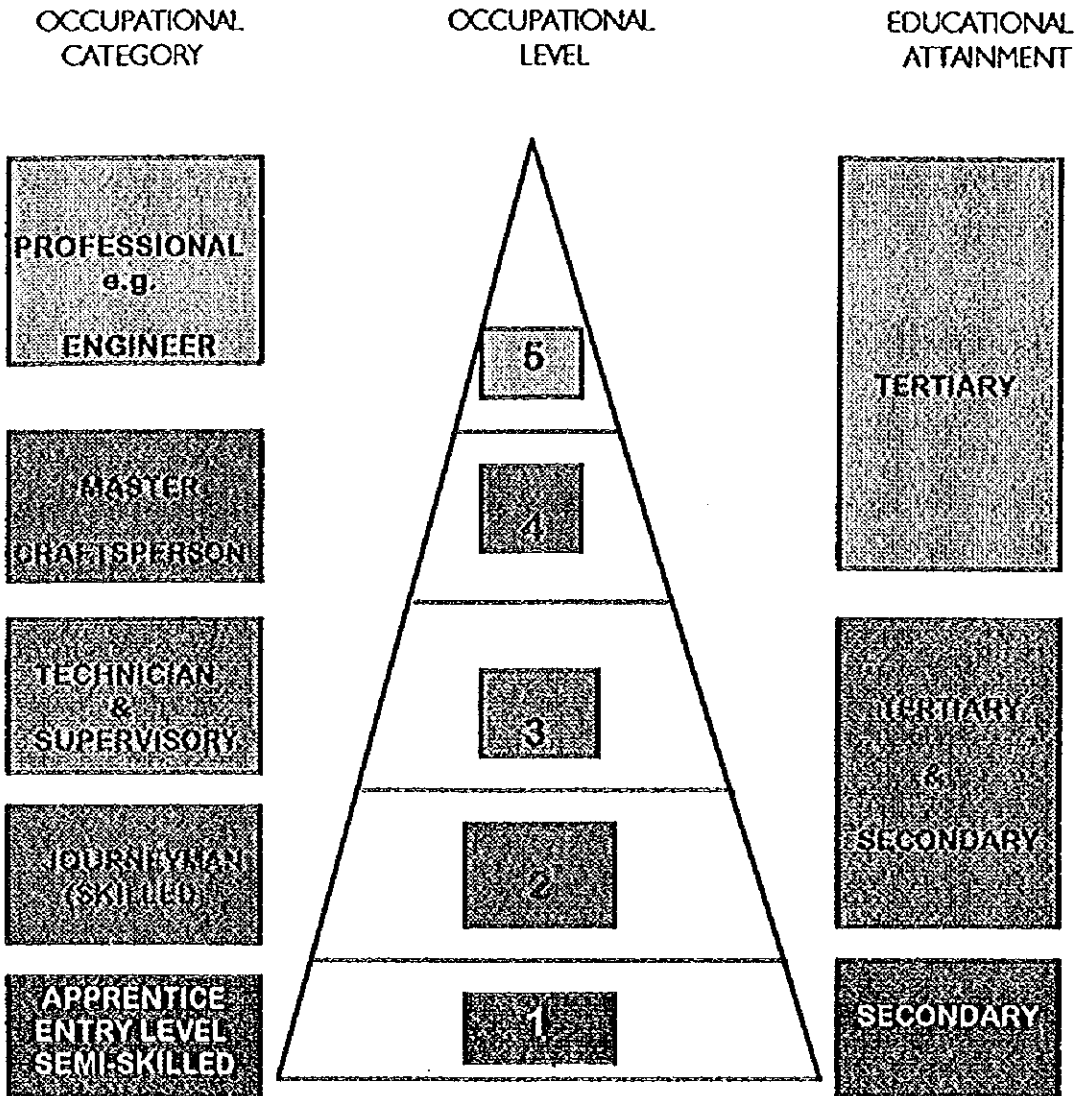 OCCUPATIONAL
CATEGORY
OCCUPATIONAL
LEVEL
EDUCATIONAL
ATTAINMENT
PROFESSIONAL
e.g.
ENGINEER
5
TERTIARY
MASTER
CRAFTSPERSON
4
TECHNICIAN
&
SUPERVISORY
3
TERTIARY
&
SECONDARY
JOURNEYMAN
(SKILLED)
2
APPRENTICE
ENTRY LEVEL
SEMI-SKILLED
1
SECONDARY